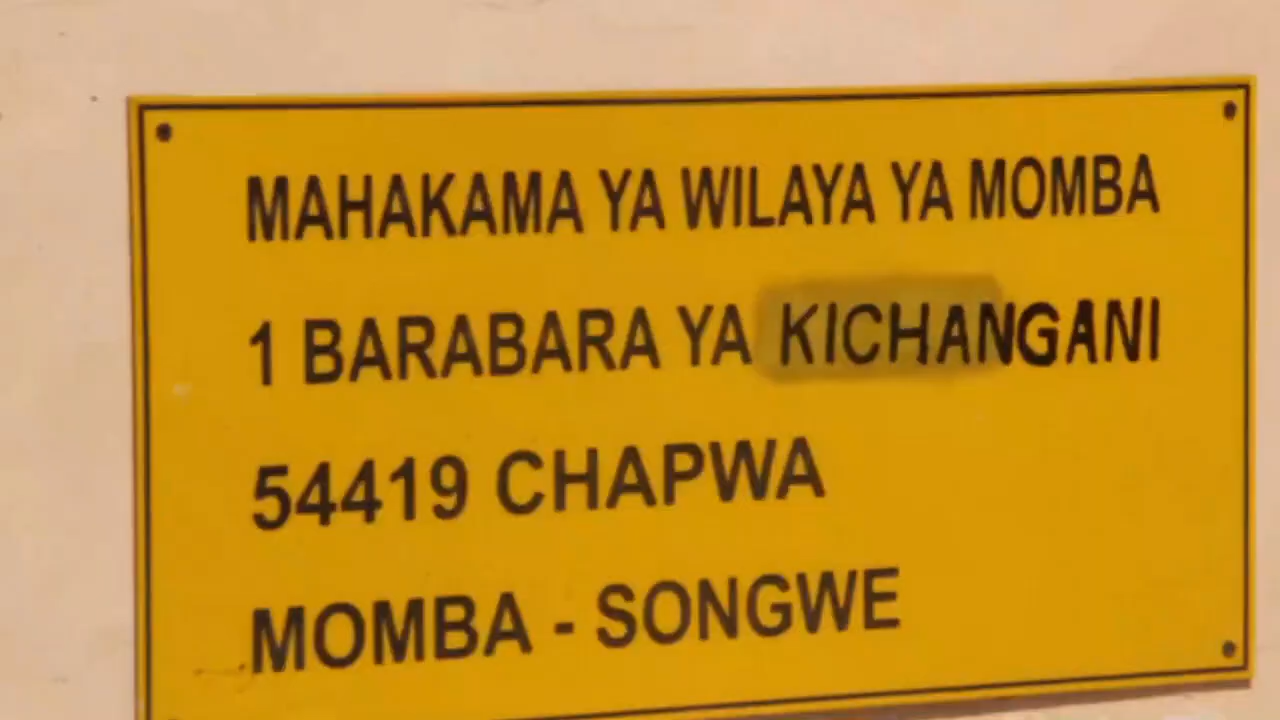 MAHAKAMA YA WILAYA YA MOMBA
1 BARABARA YA KICHANGANI
54419 CHAPWA
MOMBA - SONGWE